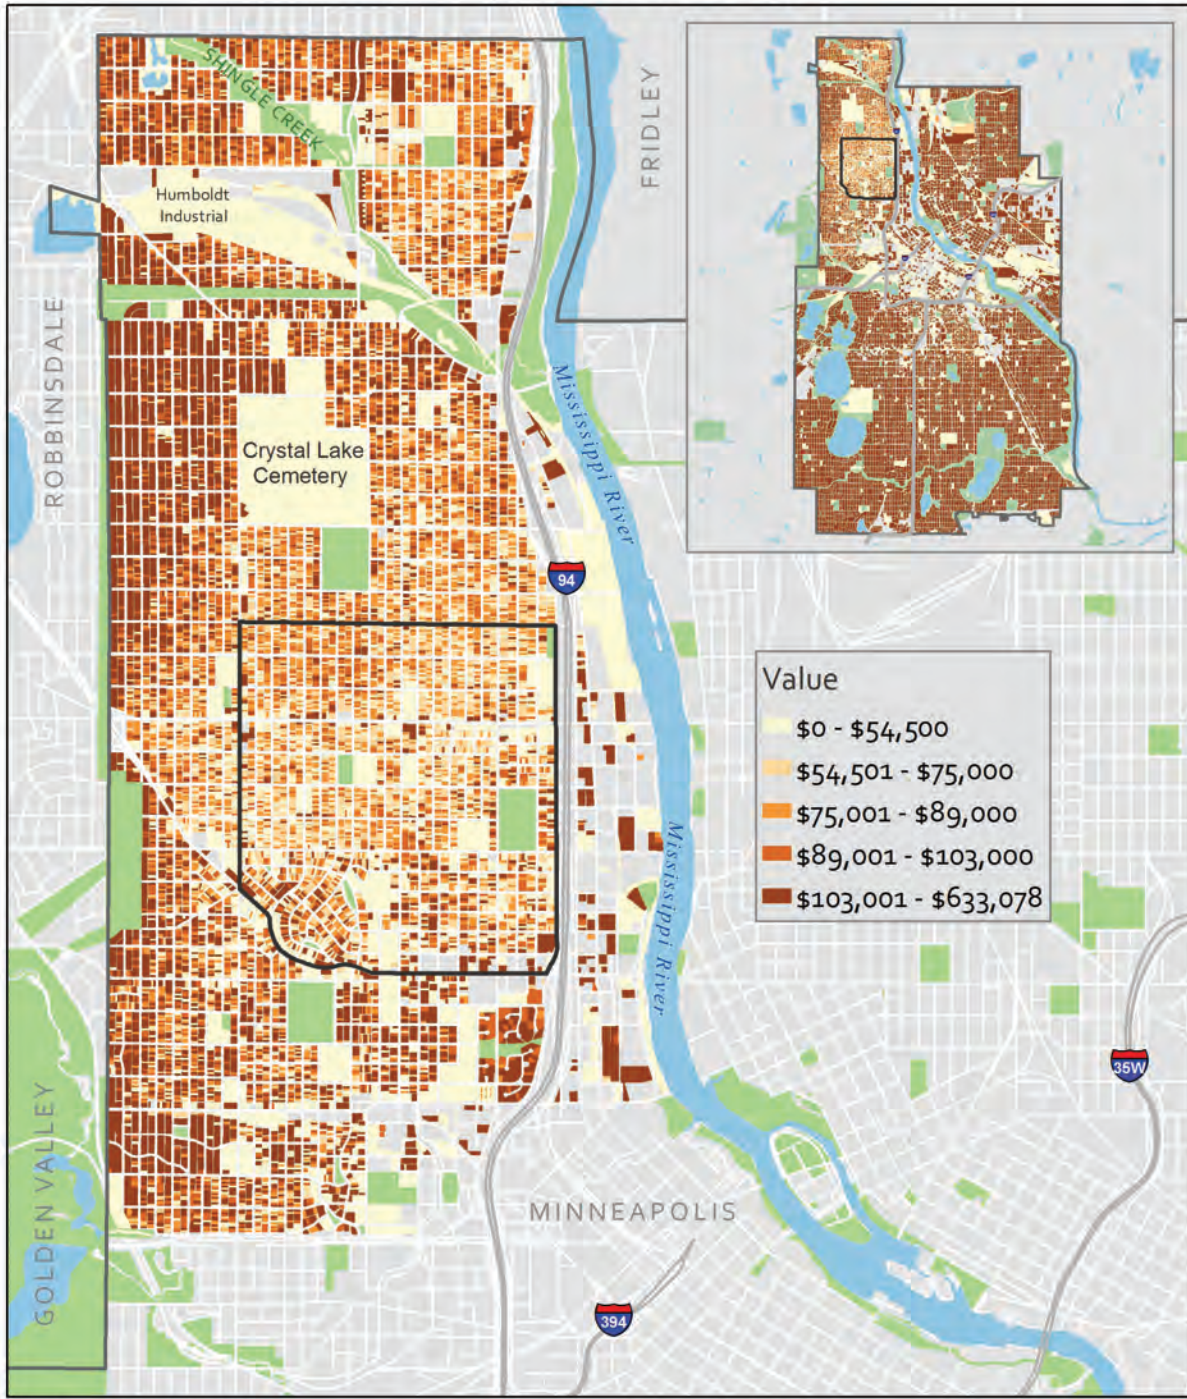 SHINGLE CREEK
FRIDLEY
Humboldt
Industrial
ROBBINSDALE
Mississippi River
Crystal Lake
Cemetery
94
Value
$0 - $54,500
$54,501 - $75,000
$75,001 - $89,000
$89,001 - $103,000
$103,001 - $633,078
Mississippi River
35W
GOLDEN VALLEY
MINNEAPOLIS
394